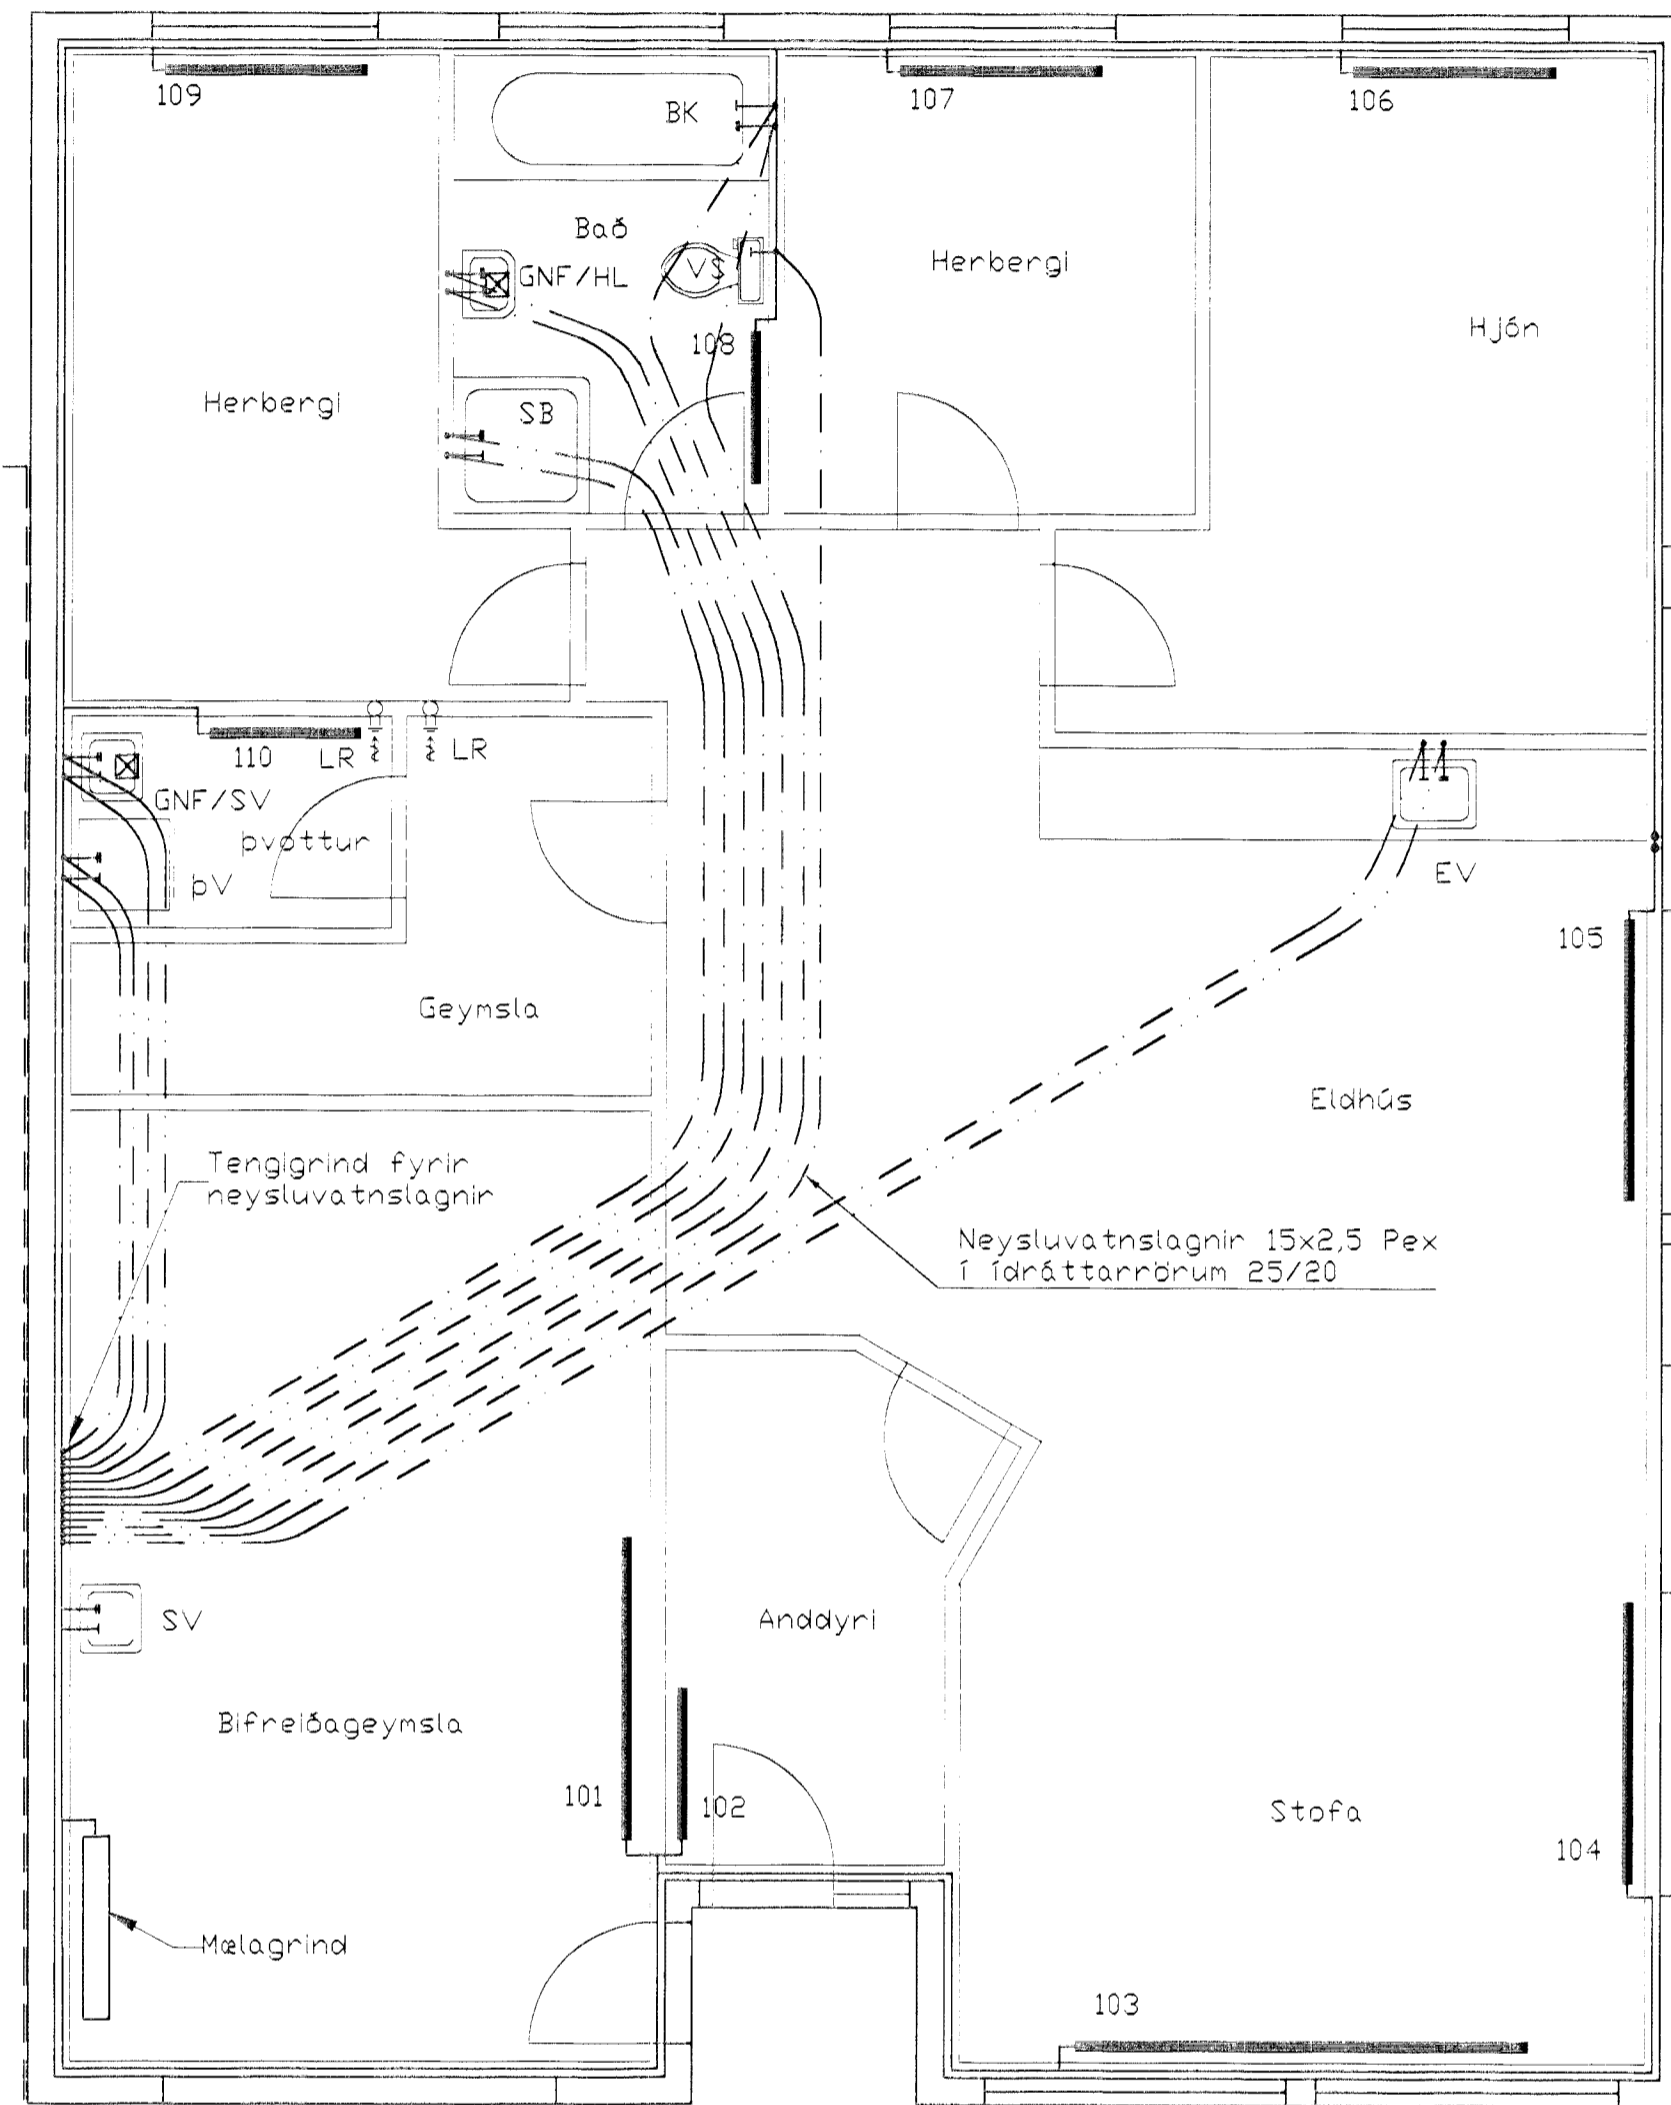 109
BK
107
106
Bað
GNF/HL
VS
Herbergi
Hjón
108
Herbergi
SB
110
LR
LR
GNF/SV
þvottur
þV
EV
105
Geymsla
Eldhús
Tengigrind fyrir
neysluvatnslagnir
Neysluvatnslagnir 15x2,5 Pex
í ídráttarrörum 25/20
SV
Anddyri
Bifreiðageymsla
101
102
Stofa
104
Mælagrind
103